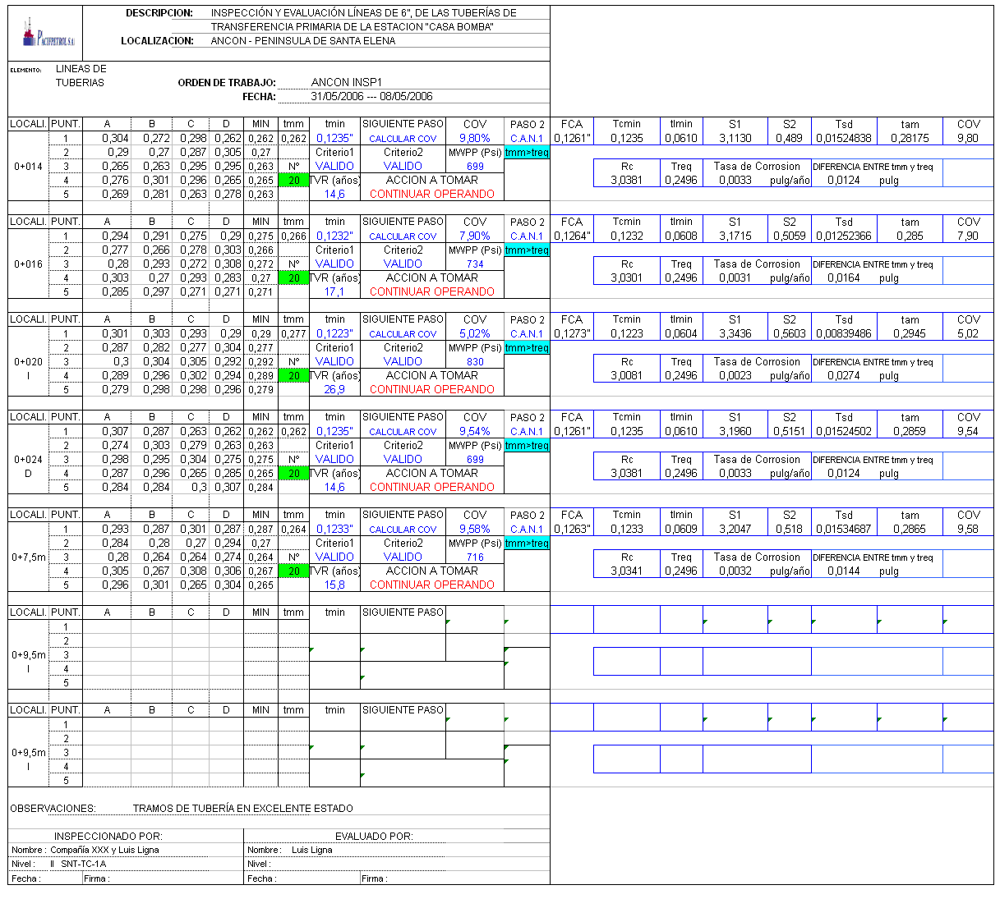 PACIFPETROL S.A.
DESCRIPCION: INSPECCIÓN Y EVALUACIÓN LÍNEAS DE 6", DE LAS TUBERÍAS DE
TRANSFERENCIA PRIMARIA DE LA ESTACION "CASA BOMBA"
LOCALIZACION: ANCON - PENINSULA DE SANTA ELENA
ELEMENTO: LINEAS DE
TUBERIAS
ORDEN DE TRABAJO: ANCON INSP1
FECHA: 31/05/2006 --- 08/05/2006
LOCALI. PUNT. A B C D MIN tmm tmin SIGUIENTE PASO COV PASO 2 FCA Tcmin tlmin S1 S2 Tsd tam COV
1 0,304 0,272 0,298 0,262 0,262 0,262 0,1235" CALCULAR COV 9,80% C.A.N.1 0,1261" 0,1235 0,0610 3,1130 0,489 0,01524838 0,28175 9,80
2 0,29 0,27 0,287 0,305 0,27 Criterio1 Criterio2 MWPP (Psi) tmm>treq
0+014 3 0,265 0,263 0,295 0,295 0,263 Nº VALIDO VALIDO 699 Rc Treq Tasa de Corrosion DIFERENCIA ENTRE tmm y treq
4 0,276 0,301 0,296 0,265 0,265 20 TVR (años) ACCION A TOMAR 3,0381 0,2496 0,0033 pulg/año 0,0124 pulg
5 0,269 0,281 0,263 0,278 0,263 14,6 CONTINUAR OPERANDO
LOCALI. PUNT. A B C D MIN tmm tmin SIGUIENTE PASO COV PASO 2 FCA Tcmin tlmin S1 S2 Tsd tam COV
1 0,294 0,291 0,275 0,29 0,275 0,266 0,1232" CALCULAR COV 7,90% C.A.N.1 0,1264" 0,1232 0,0608 3,1715 0,5059 0,01252366 0,285 7,90
2 0,277 0,266 0,278 0,303 0,266 Criterio1 Criterio2 MWPP (Psi) tmm>treq
0+016 3 0,28 0,293 0,272 0,308 0,272 Nº VALIDO VALIDO 734 Rc Treq Tasa de Corrosion DIFERENCIA ENTRE tmm y treq
4 0,303 0,27 0,293 0,283 0,27 20 TVR (años) ACCION A TOMAR 3,0301 0,2496 0,0031 pulg/año 0,0164 pulg
5 0,285 0,297 0,271 0,271 0,271 17,1 CONTINUAR OPERANDO
LOCALI. PUNT. A B C D MIN tmm tmin SIGUIENTE PASO COV PASO 2 FCA Tcmin tlmin S1 S2 Tsd tam COV
1 0,301 0,303 0,293 0,29 0,29 0,277 0,1223" CALCULAR COV 5,02% C.A.N.1 0,1273" 0,1223 0,0604 3,3436 0,5603 0,00839486 0,2945 5,02
2 0,287 0,282 0,277 0,304 0,277 Criterio1 Criterio2 MWPP (Psi) tmm>treq
0+020 3 0,3 0,304 0,305 0,292 0,292 Nº VALIDO VALIDO 830 Rc Treq Tasa de Corrosion DIFERENCIA ENTRE tmm y treq
I 4 0,289 0,296 0,302 0,294 0,289 20 TVR (años) ACCION A TOMAR 3,0081 0,2496 0,0023 pulg/año 0,0274 pulg
5 0,279 0,298 0,298 0,296 0,279 26,9 CONTINUAR OPERANDO
LOCALI. PUNT. A B C D MIN tmm tmin SIGUIENTE PASO COV PASO 2 FCA Tcmin tlmin S1 S2 Tsd tam COV
1 0,307 0,287 0,263 0,262 0,262 0,262 0,1235" CALCULAR COV 9,54% C.A.N.1 0,1261" 0,1235 0,0610 3,1960 0,5151 0,01524502 0,2859 9,54
2 0,274 0,303 0,279 0,263 0,263 Criterio1 Criterio2 MWPP (Psi) tmm>treq
0+024 3 0,298 0,295 0,304 0,275 0,275 Nº VALIDO VALIDO 699 Rc Treq Tasa de Corrosion DIFERENCIA ENTRE tmm y treq
D 4 0,287 0,296 0,265 0,285 0,265 20 TVR (años) ACCION A TOMAR 3,0381 0,2496 0,0033 pulg/año 0,0124 pulg
5 0,284 0,284 0,3 0,307 0,284 14,6 CONTINUAR OPERANDO
LOCALI. PUNT. A B C D MIN tmm tmin SIGUIENTE PASO COV PASO 2 FCA Tcmin tlmin S1 S2 Tsd tam COV
1 0,293 0,287 0,301 0,287 0,287 0,264 0,1233" CALCULAR COV 9,58% C.A.N.1 0,1263" 0,1233 0,0609 3,2047 0,518 0,01534687 0,2865 9,58
2 0,284 0,28 0,27 0,294 0,27 Criterio1 Criterio2 MWPP (Psi) tmm>treq
0+7,5m 3 0,28 0,264 0,264 0,274 0,264 Nº VALIDO VALIDO 716 Rc Treq Tasa de Corrosion DIFERENCIA ENTRE tmm y treq
4 0,305 0,267 0,308 0,306 0,267 20 TVR (años) ACCION A TOMAR 3,0341 0,2496 0,0032 pulg/año 0,0144 pulg
5 0,296 0,301 0,265 0,304 0,265 15,8 CONTINUAR OPERANDO
LOCALI. PUNT. A B C D MIN tmm tmin SIGUIENTE PASO
1
2
0+9,5m 3
I 4
5
LOCALI. PUNT. A B C D MIN tmm tmin SIGUIENTE PASO
1
2
0+9,5m 3
I 4
5
OBSERVACIONES: TRAMOS DE TUBERÍA EN EXCELENTE ESTADO
INSPECCIONADO POR: EVALUADO POR:
Nombre : Compañía XXX y Luis Ligna Nombre : Luis Ligna
Nivel : II SNT-TC-1A Nivel :
Fecha : Firma : Fecha : Firma :